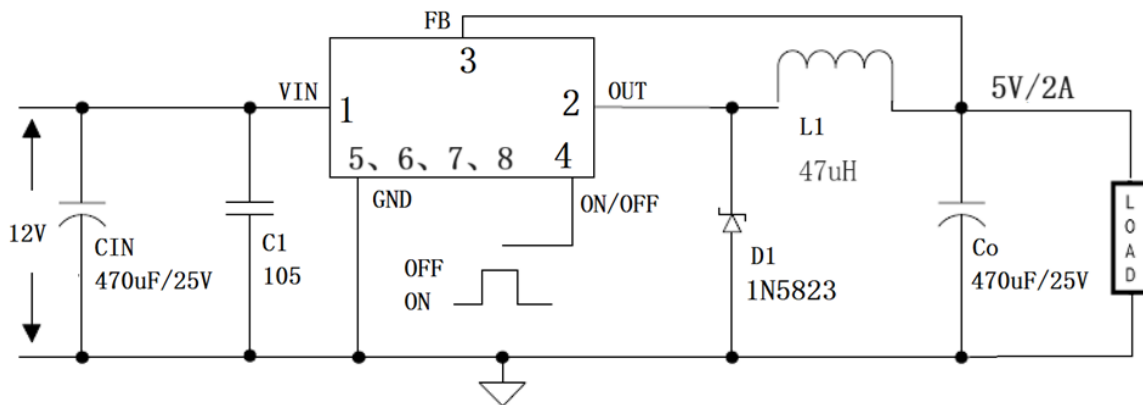 FB
3
VIN
1
2
OUT
5V/2A
5、6、7、8
4
L1
47uH
GND
ON/OFF
12V
CIN
470uF/25V
C1
105
OFF
ON
D1
1N5823
Co
470uF/25V
LOAD